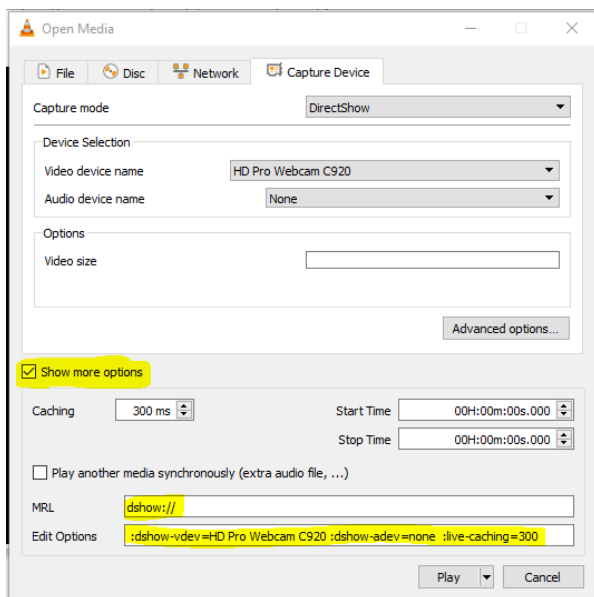 Open Media
File Disc Network Capture Device
Capture mode DirectShow
Device Selection
Video device name HD Pro Webcam C920
Audio device name None
Options
Video size
Advanced options...
Show more options
Caching 300 ms Start Time 00H:00m:00s.000
Stop Time 00H:00m:00s.000
Play another media synchronously (extra audio file, ...)
MRL dshow://
Edit Options :dshow-vdev=HD Pro Webcam C920 :dshow-adev=none :live-caching=300
Play Cancel